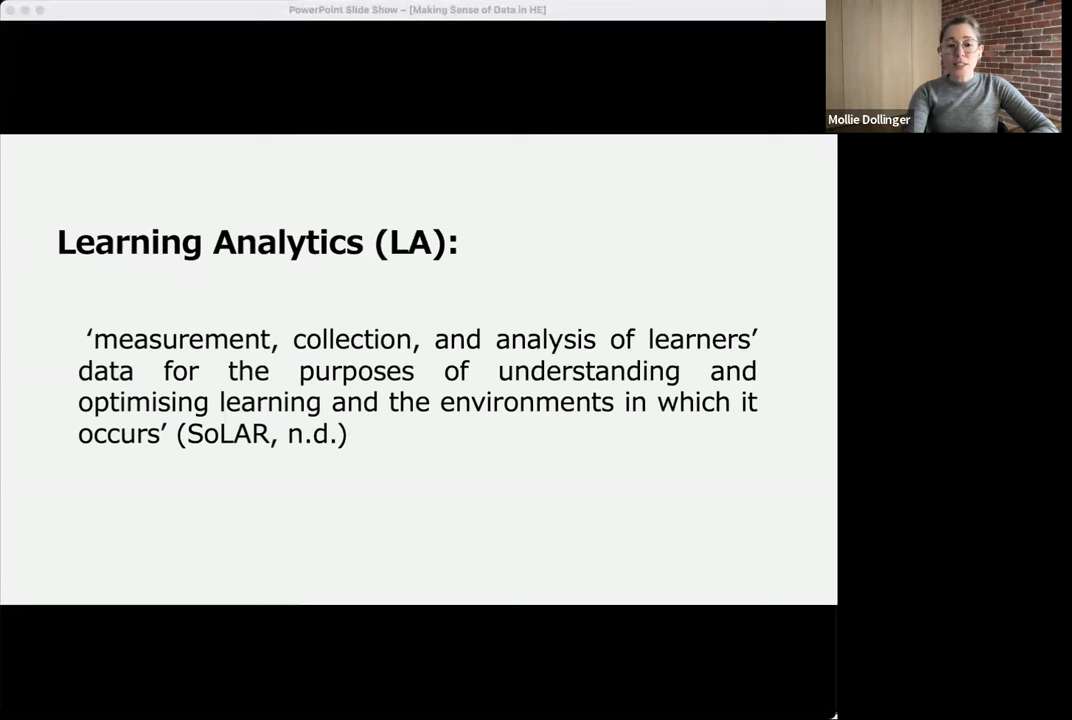 PowerPoint Slide Show – [Making Sense of Data in HE]
Mollie Dollinger
Learning Analytics (LA):
‘measurement, collection, and analysis of learners’
data for the purposes of understanding and
optimising learning and the environments in which it
occurs’ (SoLAR, n.d.)